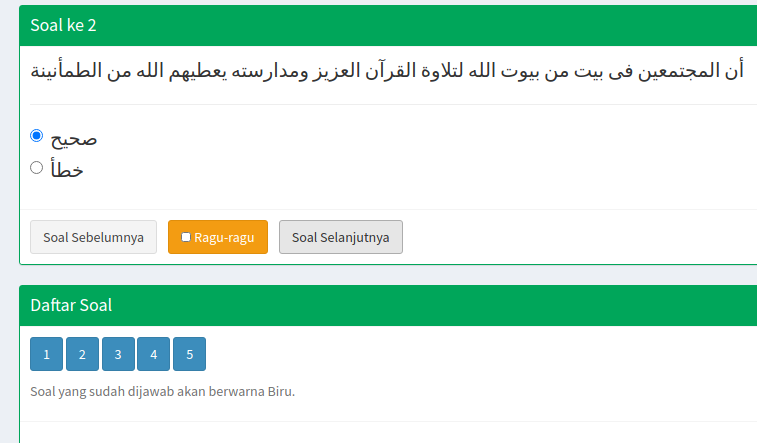 Soal ke 2
أن المجتمعين فى بيت من بيوت الله لتلاوة القرآن العزيز ومدارسته يعطيهم الله من الطمأنينة
صحيح
خطأ
Soal Sebelumnya Ragu-ragu Soal Selanjutnya
Daftar Soal
1 2 3 4 5
Soal yang sudah dijawab akan berwarna Biru.